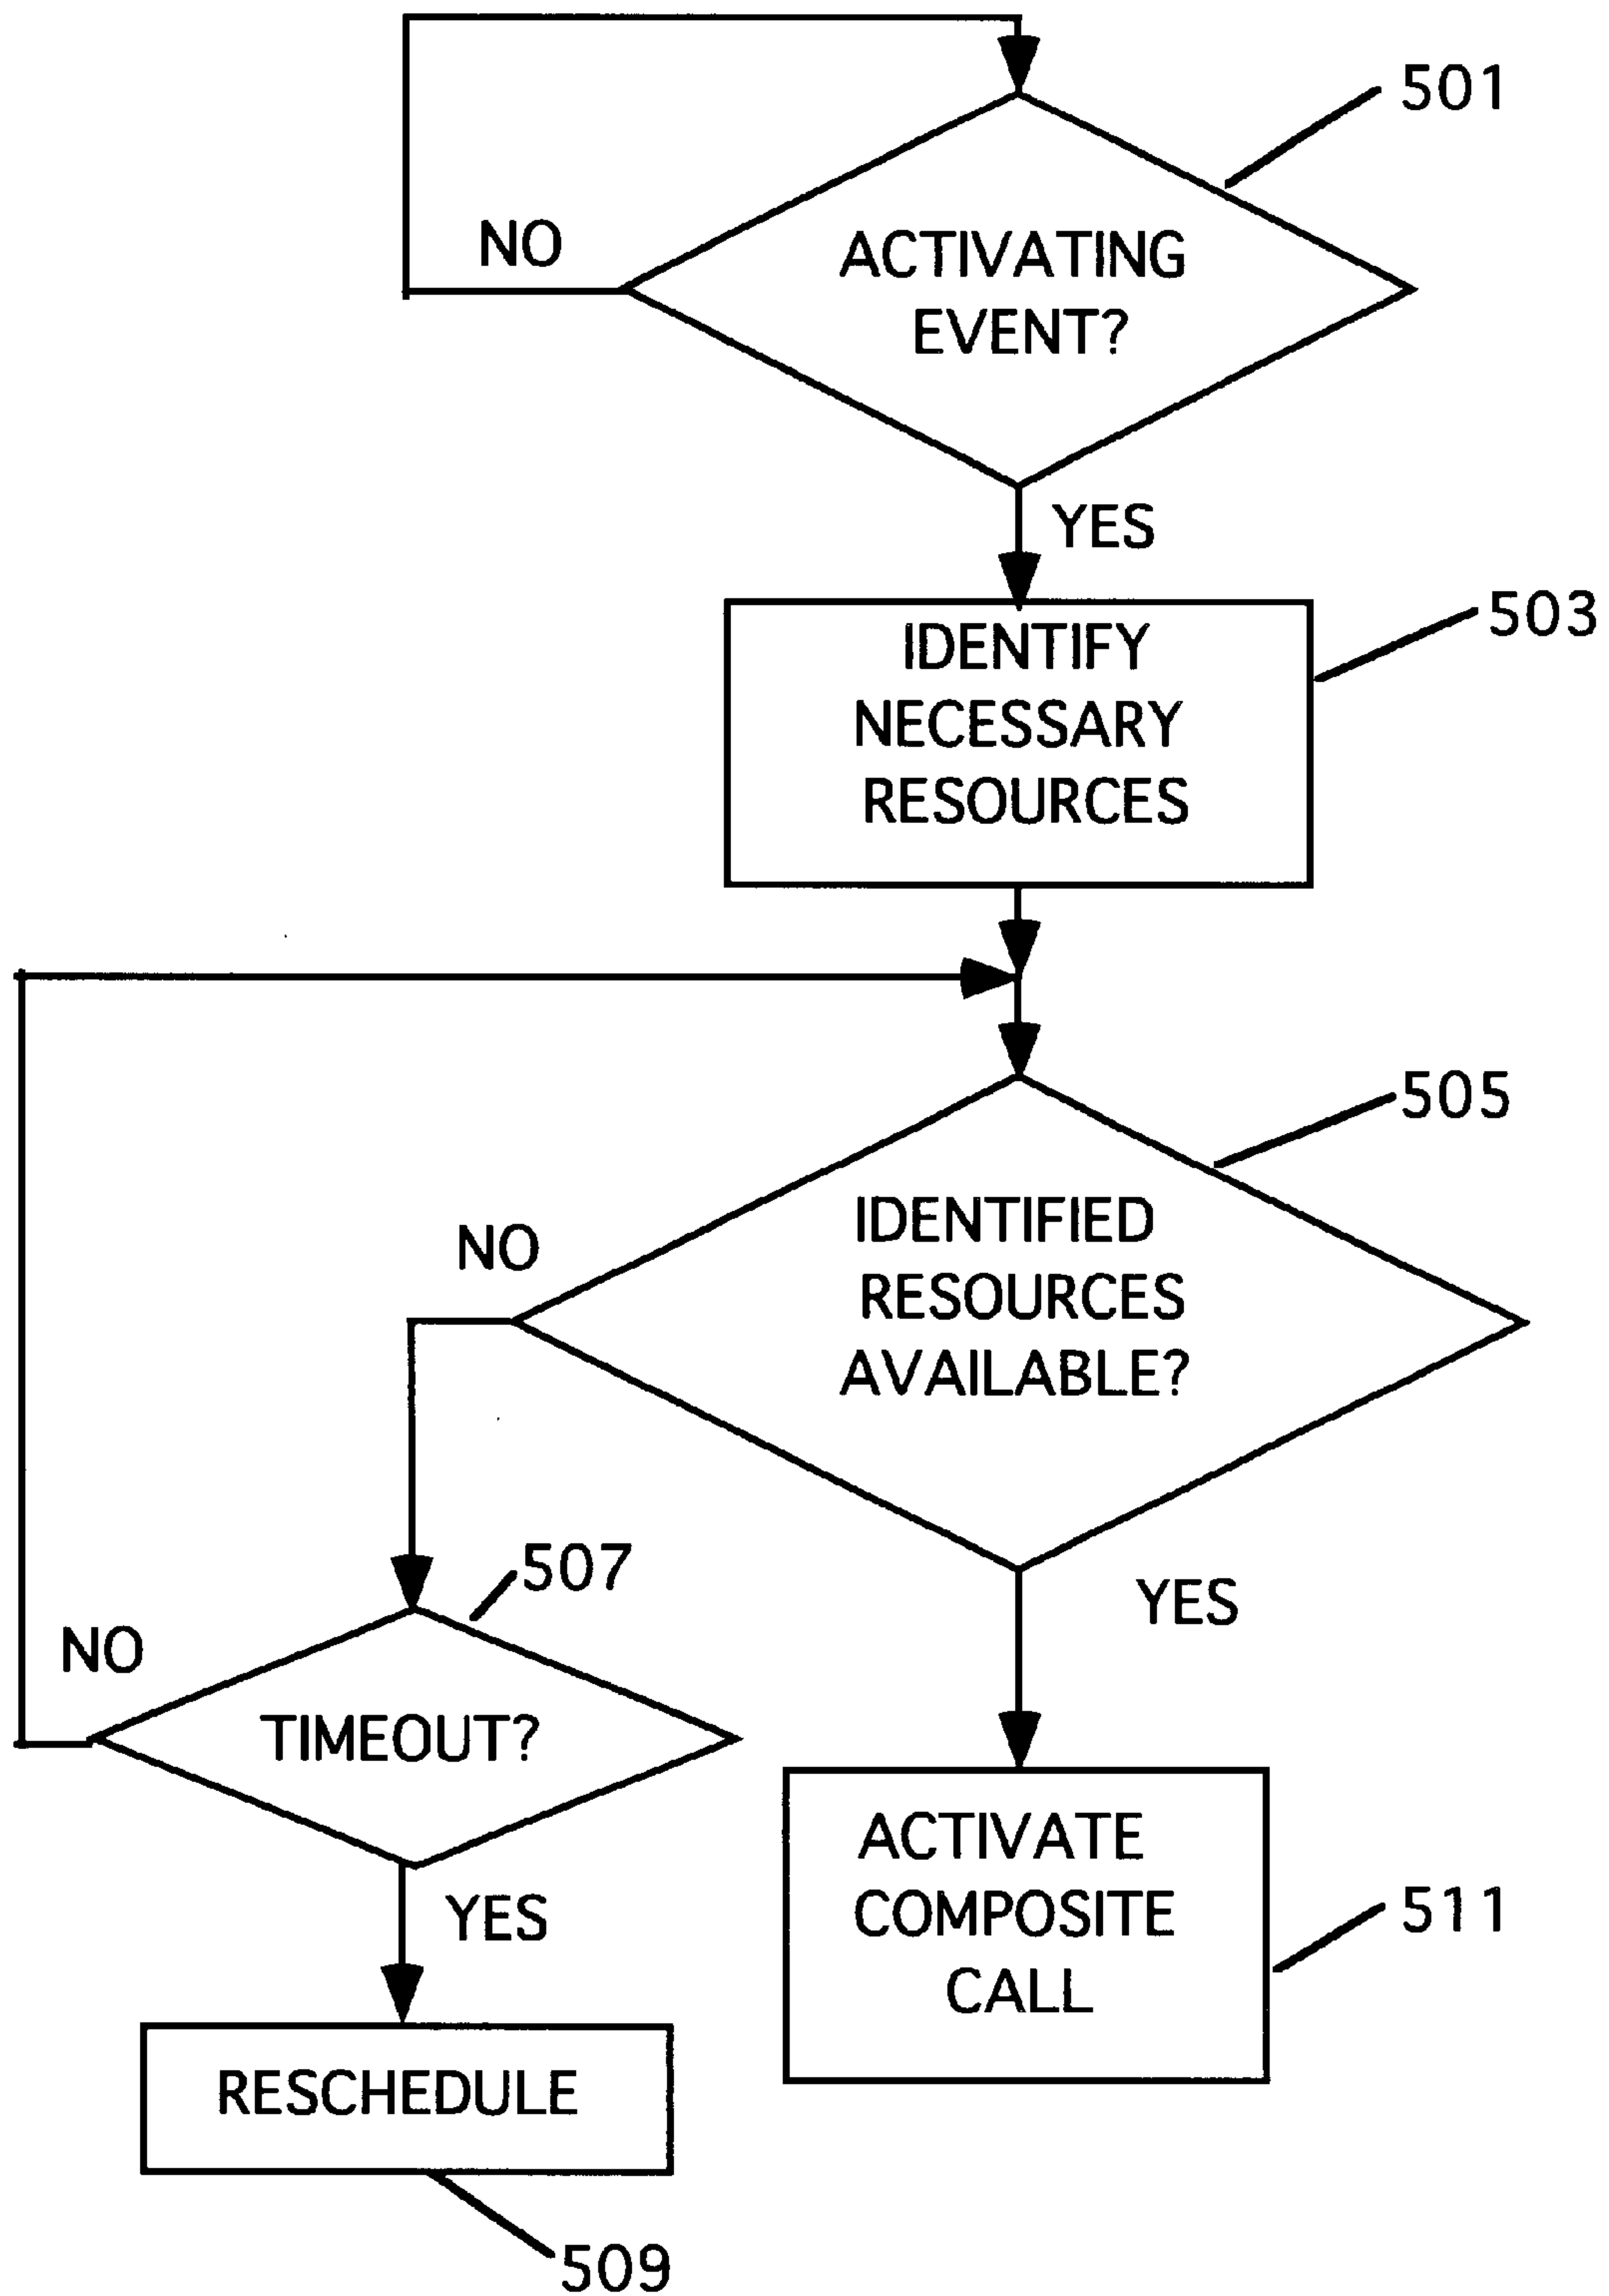 501
NO
ACTIVATING
EVENT?
YES
503
IDENTIFY
NECESSARY
RESOURCES
505
IDENTIFIED
NO
RESOURCES
AVAILABLE?
507
YES
NO
TIMEOUT?
ACTIVATE
COMPOSITE
511
YES
CALL
RESCHEDULE
509